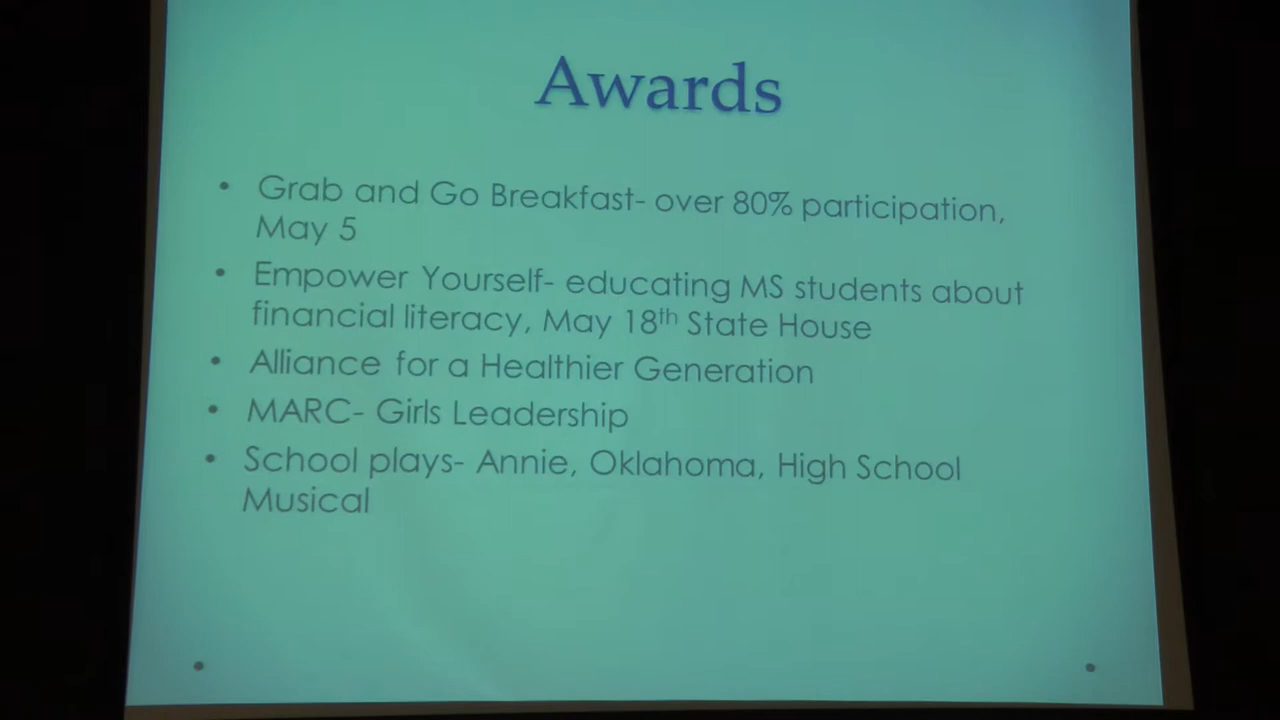 Awards
• Grab and Go Breakfast- over 80% participation,
May 5
• Empower Yourself- educating MS students about
financial literacy, May 18th State House
• Alliance for a Healthier Generation
• MARC- Girls Leadership
• School plays- Annie, Oklahoma, High School
Musical